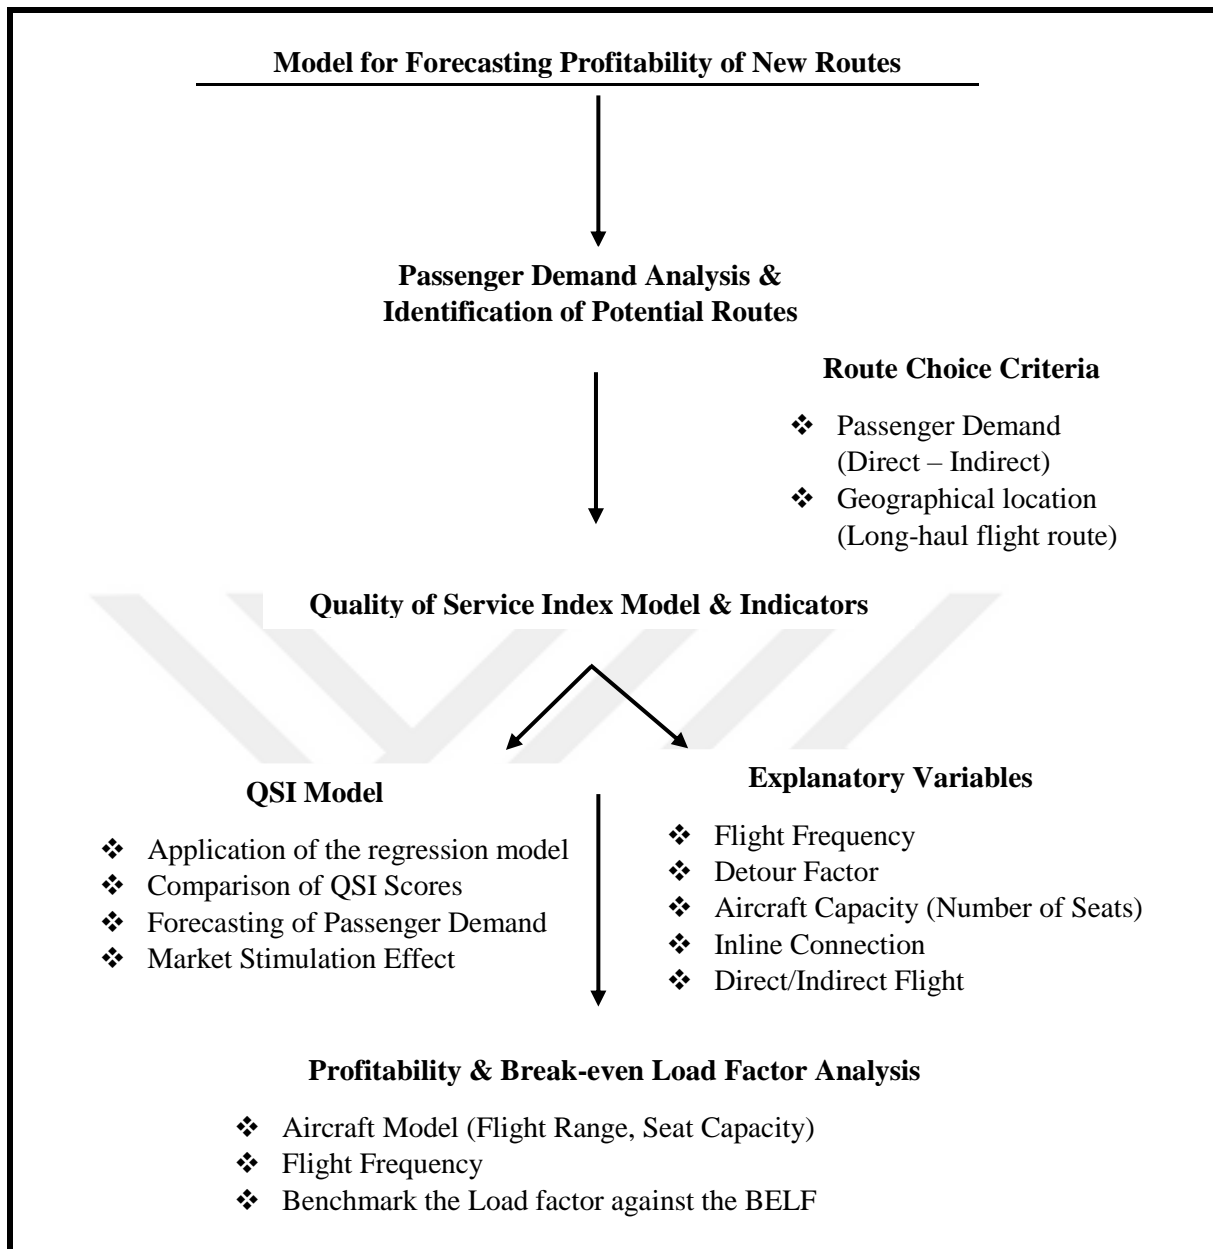 Model for Forecasting Profitability of New Routes
Passenger Demand Analysis &
Identification of Potential Routes
Route Choice Criteria
❖ Passenger Demand
(Direct – Indirect)
❖ Geographical location
(Long-haul flight route)
Quality of Service Index Model & Indicators
QSI Model
❖ Application of the regression model
❖ Comparison of QSI Scores
❖ Forecasting of Passenger Demand
❖ Market Stimulation Effect
Explanatory Variables
❖ Flight Frequency
❖ Detour Factor
❖ Aircraft Capacity (Number of Seats)
❖ Inline Connection
❖ Direct/Indirect Flight
Profitability & Break-even Load Factor Analysis
❖ Aircraft Model (Flight Range, Seat Capacity)
❖ Flight Frequency
❖ Benchmark the Load factor against the BELF